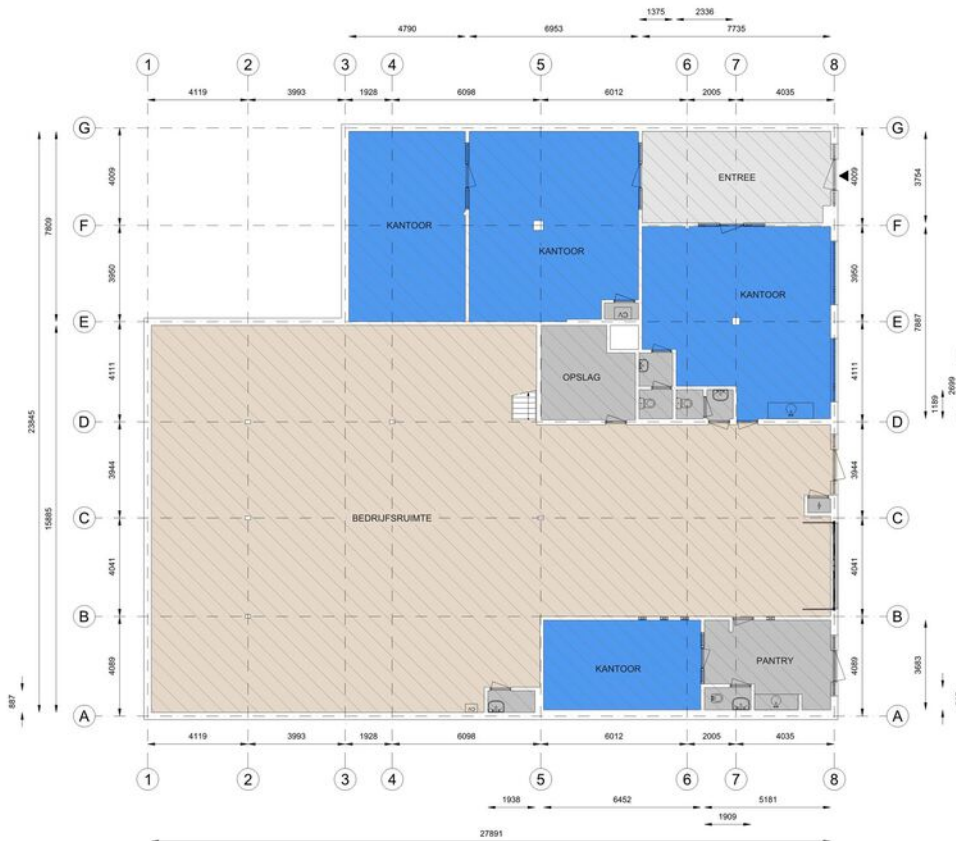 1375 2336
4790 6953 7735
1 2 3 4 5 6 7 8
4119 3993 1928 6098 6012 2005 4035
G G
4009 ENTREE 4009 3754
7809
F KANTOOR F
KANTOOR
3950 KANTOOR 3950
CV
E E
7887
4111 OPSLAG 4111
2699
1189
23845
D D
3944 3944
15885
C BEDRIJFSRUIMTE C
4041 4041
B B
4089 KANTOOR PANTRY 4089 3683
887
A A
4119 3993 1928 6098 6012 2005 4035
1 2 3 4 5 6 7 8
1938 6452 5181
1909
27891